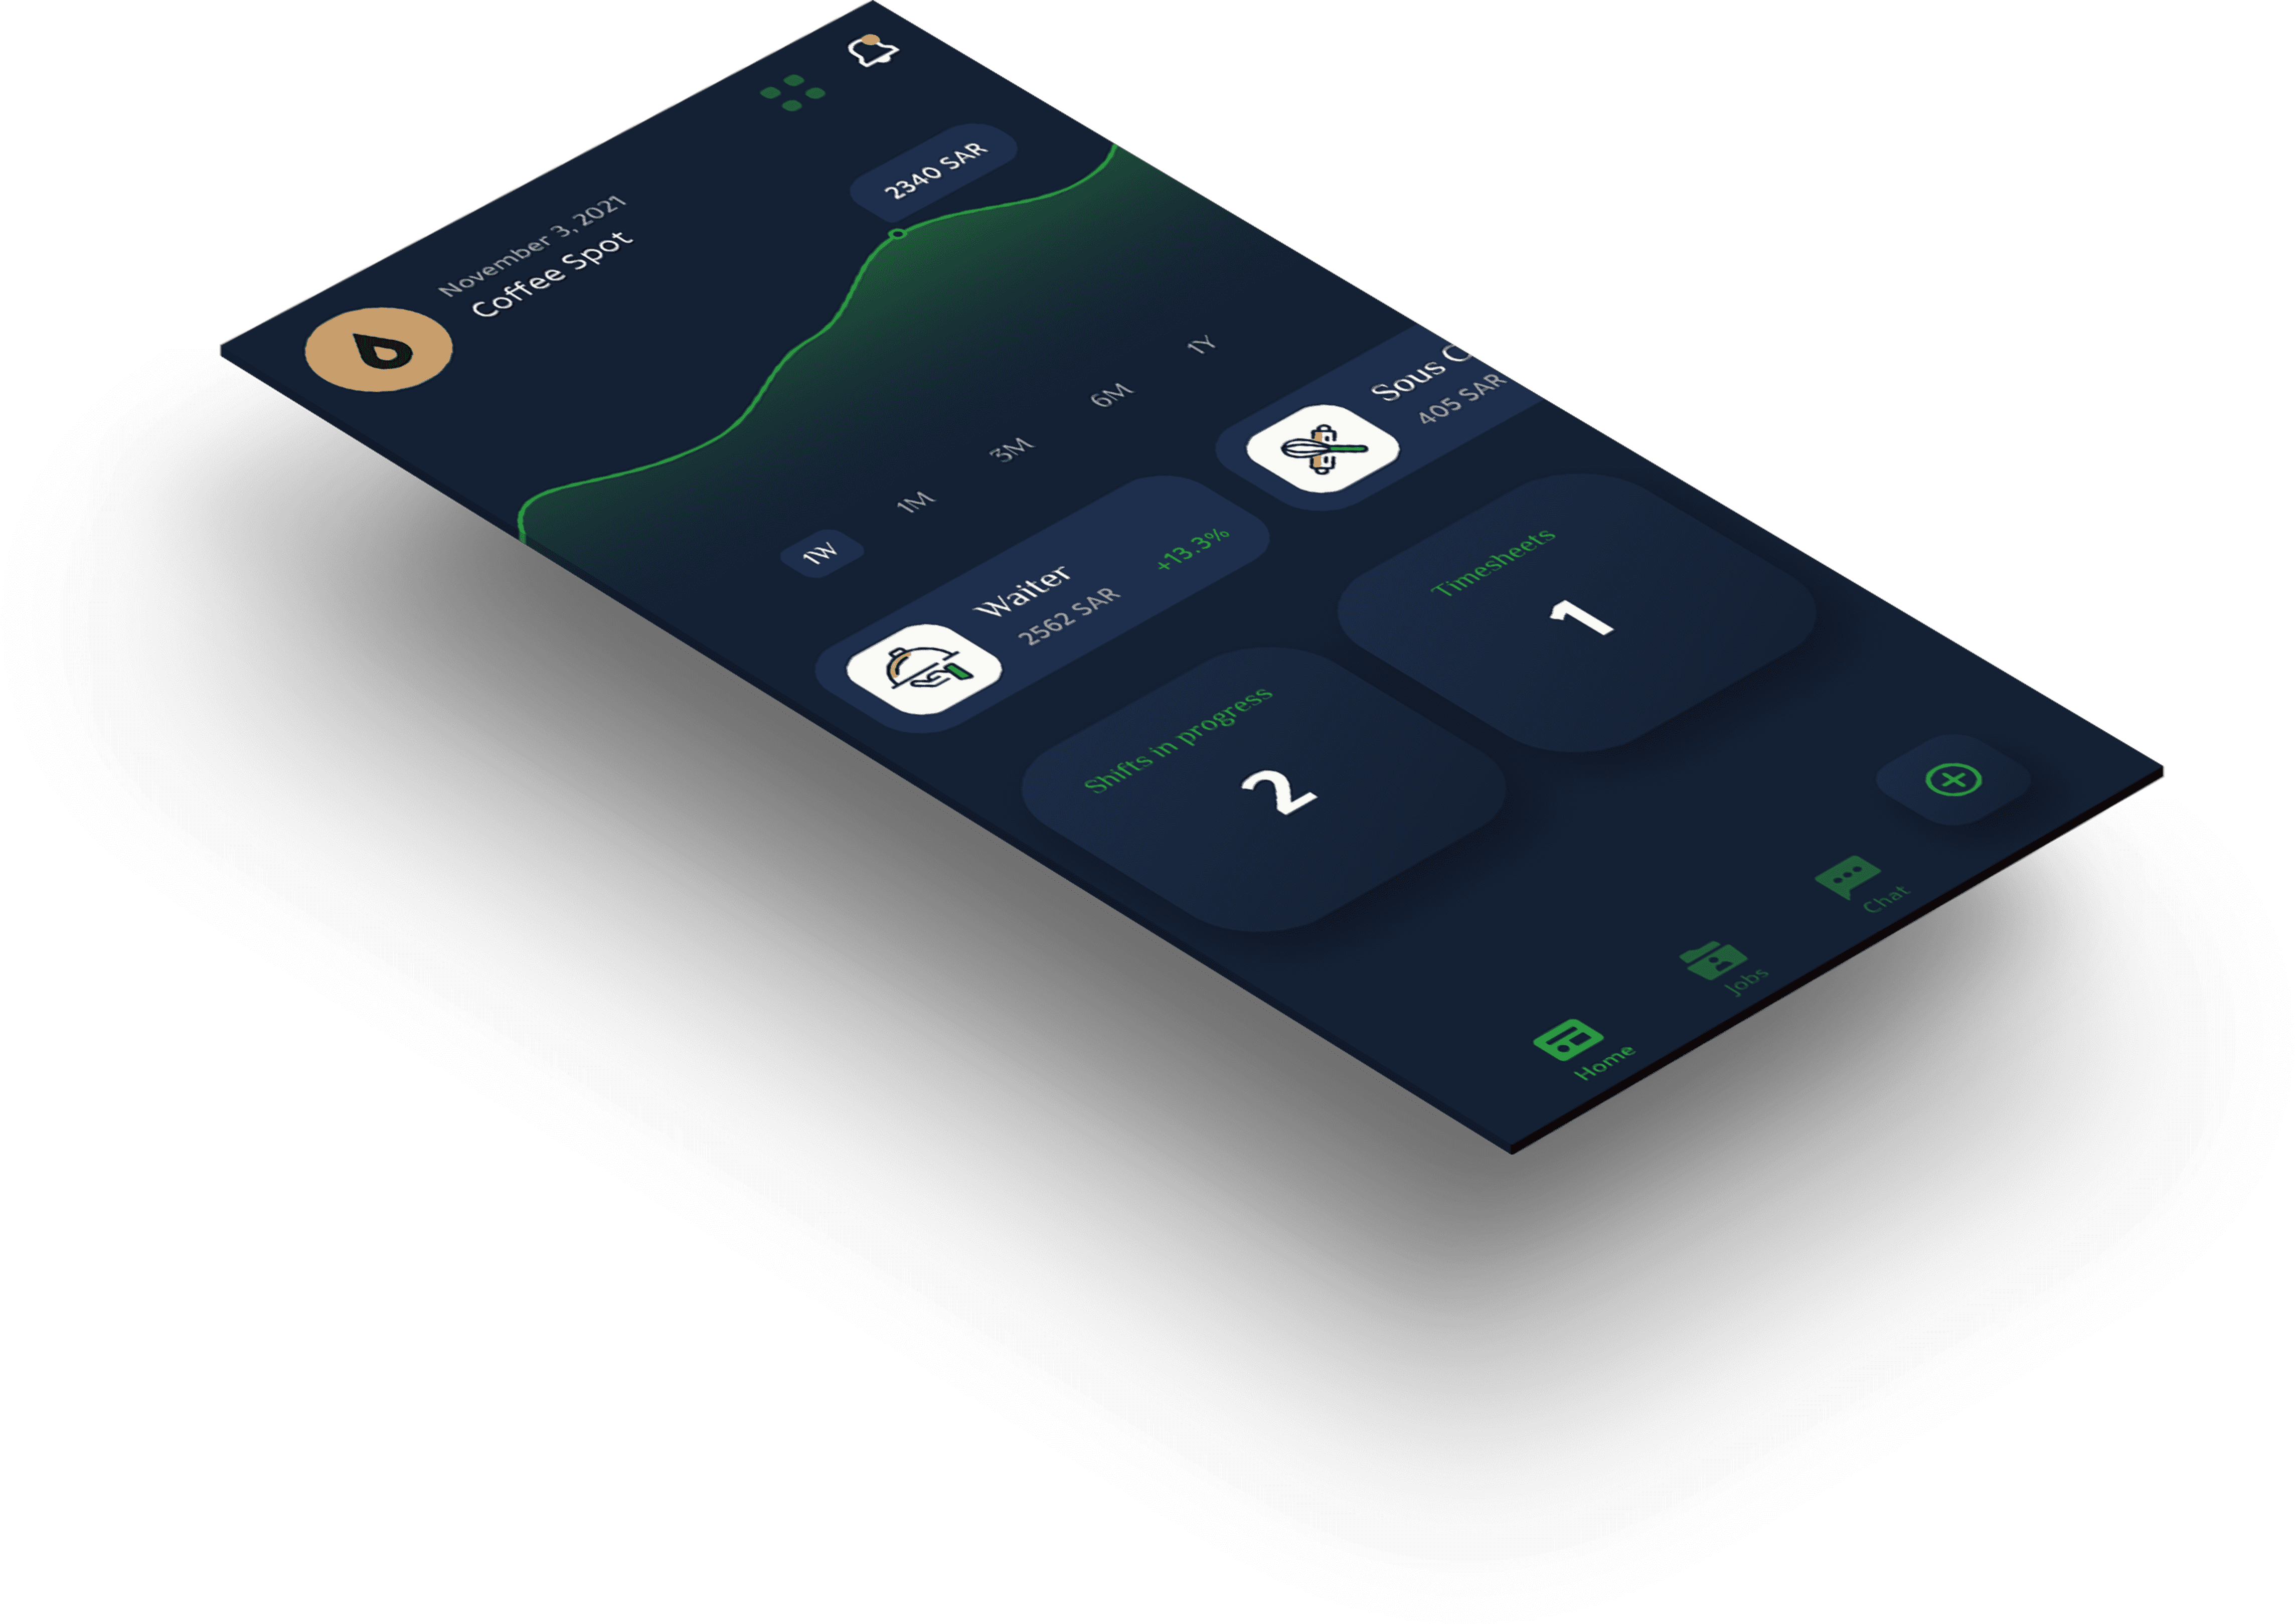 November 3, 2021
Coffee Spot
2340 SAR
1W
1M
3M
6M
1Y
Waiter
2562 SAR
+13.3%
Sous C
405 SAR
Shifts in progress
2
Timesheets
1
Home
Jobs
Chat